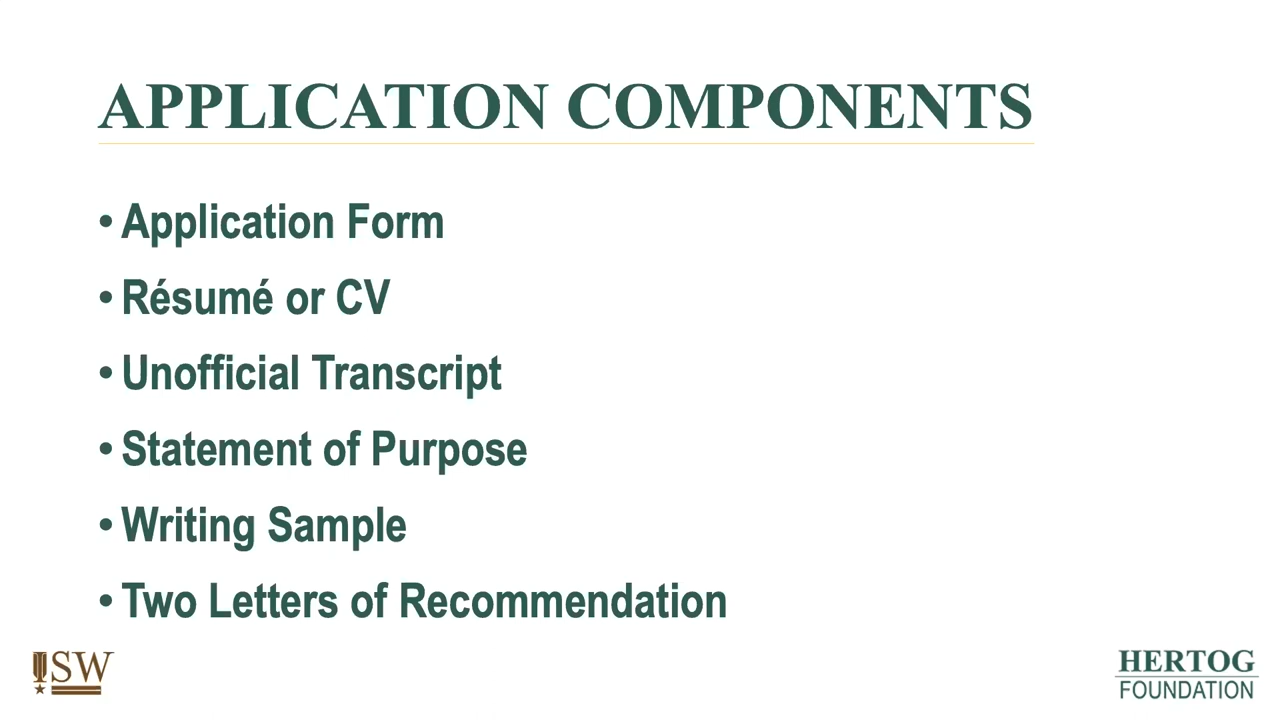 APPLICATION COMPONENTS
• Application Form
• Résumé or CV
• Unofficial Transcript
• Statement of Purpose
• Writing Sample
• Two Letters of Recommendation
ISW
HERTOG
FOUNDATION